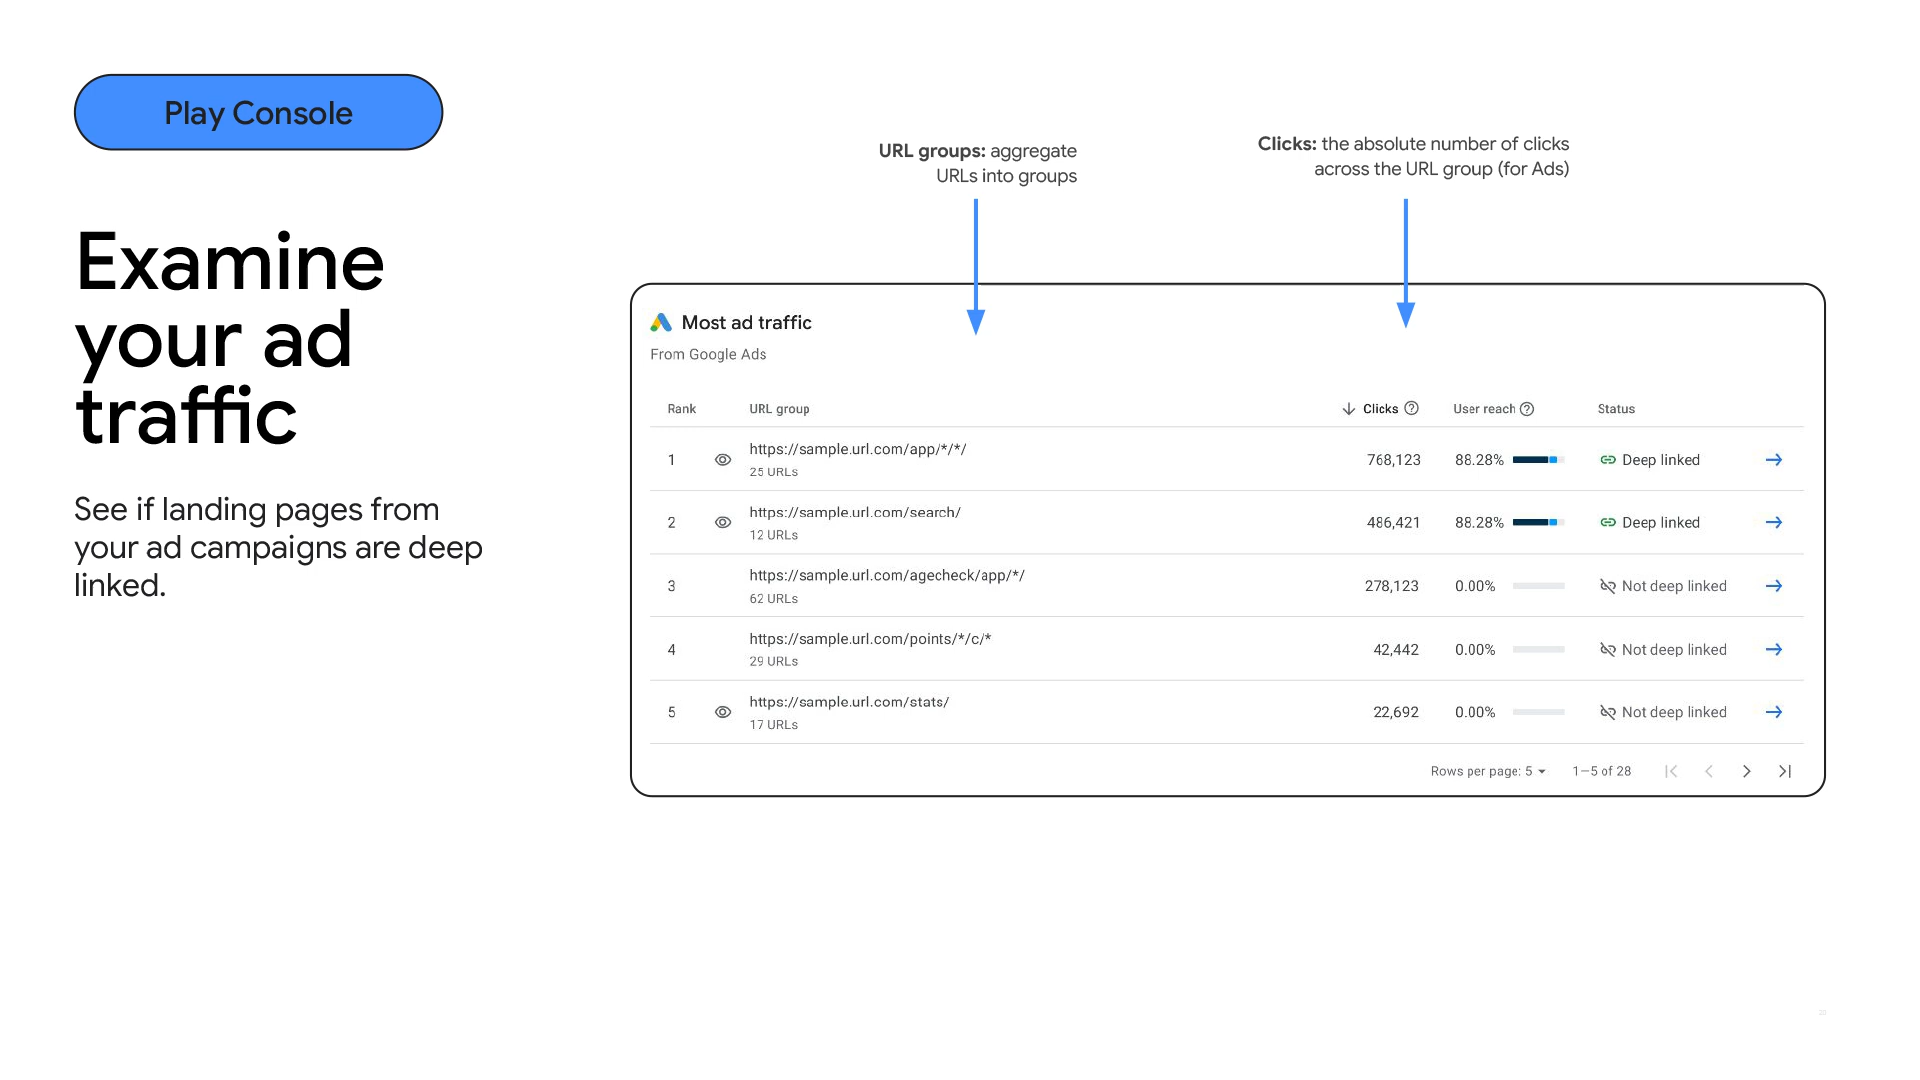 Play Console
Examine
your ad
traffic
See if landing pages from
your ad campaigns are deep
linked.
URL groups: aggregate
URLs into groups
Clicks: the absolute number of clicks
across the URL group (for Ads)
Most ad traffic
From Google Ads
Rank URL group Clicks User reach Status
1 https://sample.url.com/app/*/*/ 768,123 88.28% Deep linked
25 URLs
2 https://sample.url.com/search/ 486,421 88.28% Deep linked
12 URLs
3 https://sample.url.com/agecheck/app/*/ 278,123 0.00% Not deep linked
62 URLs
4 https://sample.url.com/points/*/c/* 42,442 0.00% Not deep linked
29 URLs
5 https://sample.url.com/stats/ 22,692 0.00% Not deep linked
17 URLs
Rows per page: 5 1–5 of 28